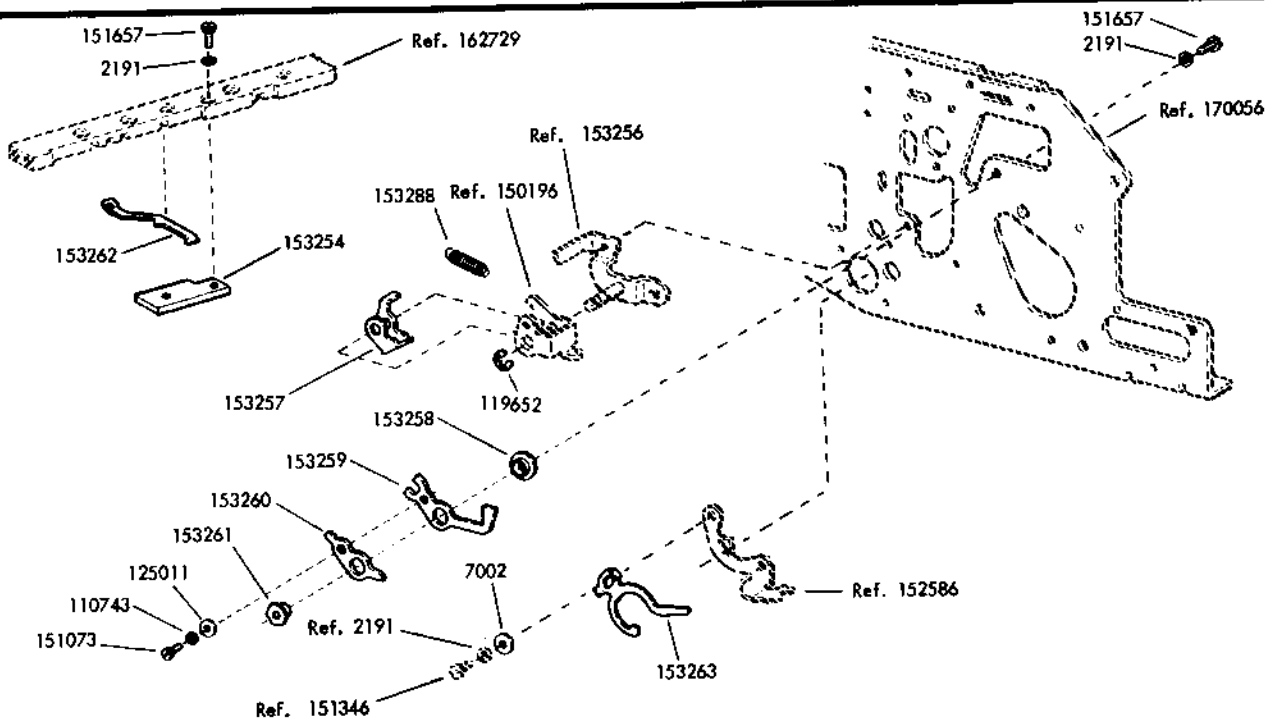 151657
2191
Ref. 162729
151657
2191
Ref. 170056
Ref. 153256
153288
Ref. 150196
153262
153254
153257
119652
153258
153259
153260
153261
125011
110743
151073
7002
Ref. 2191
Ref. 151346
Ref. 152586
153263